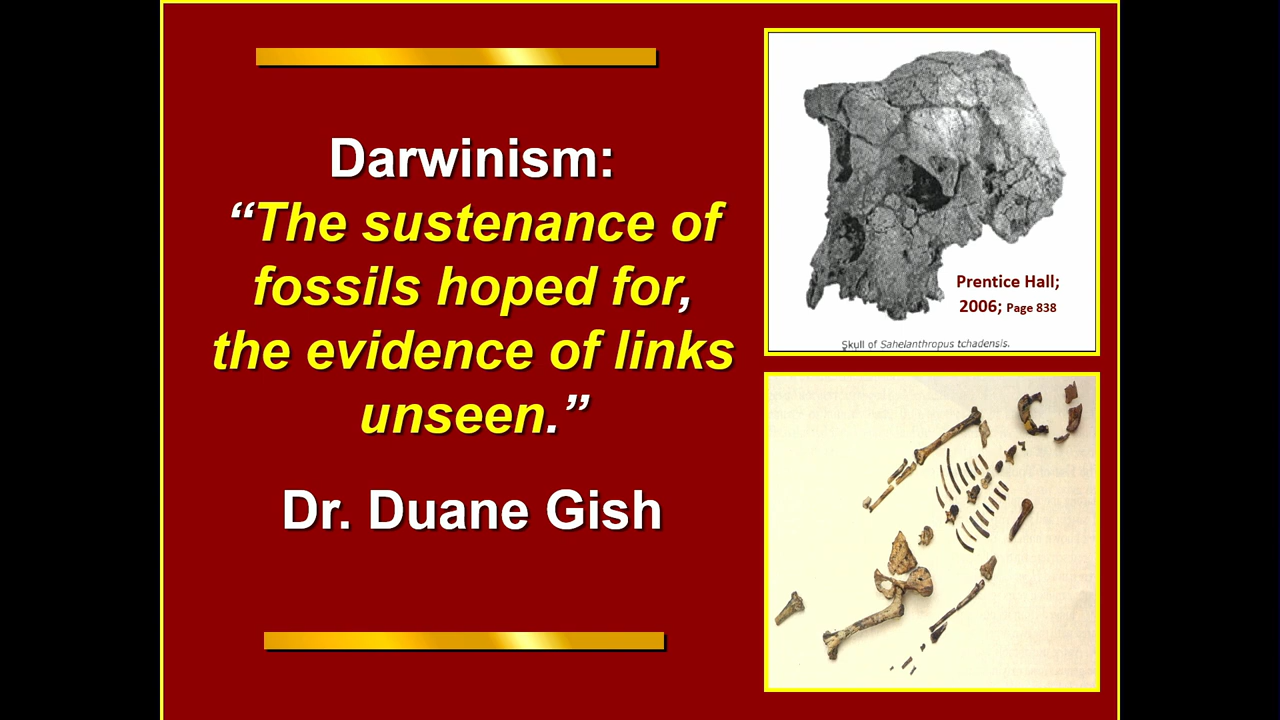 Darwinism:
“The sustenance of
fossils hoped for,
the evidence of links
unseen.”
Dr. Duane Gish
Prentice Hall;
2006; Page 838
Skull of Sahelanthropus tchadensis.